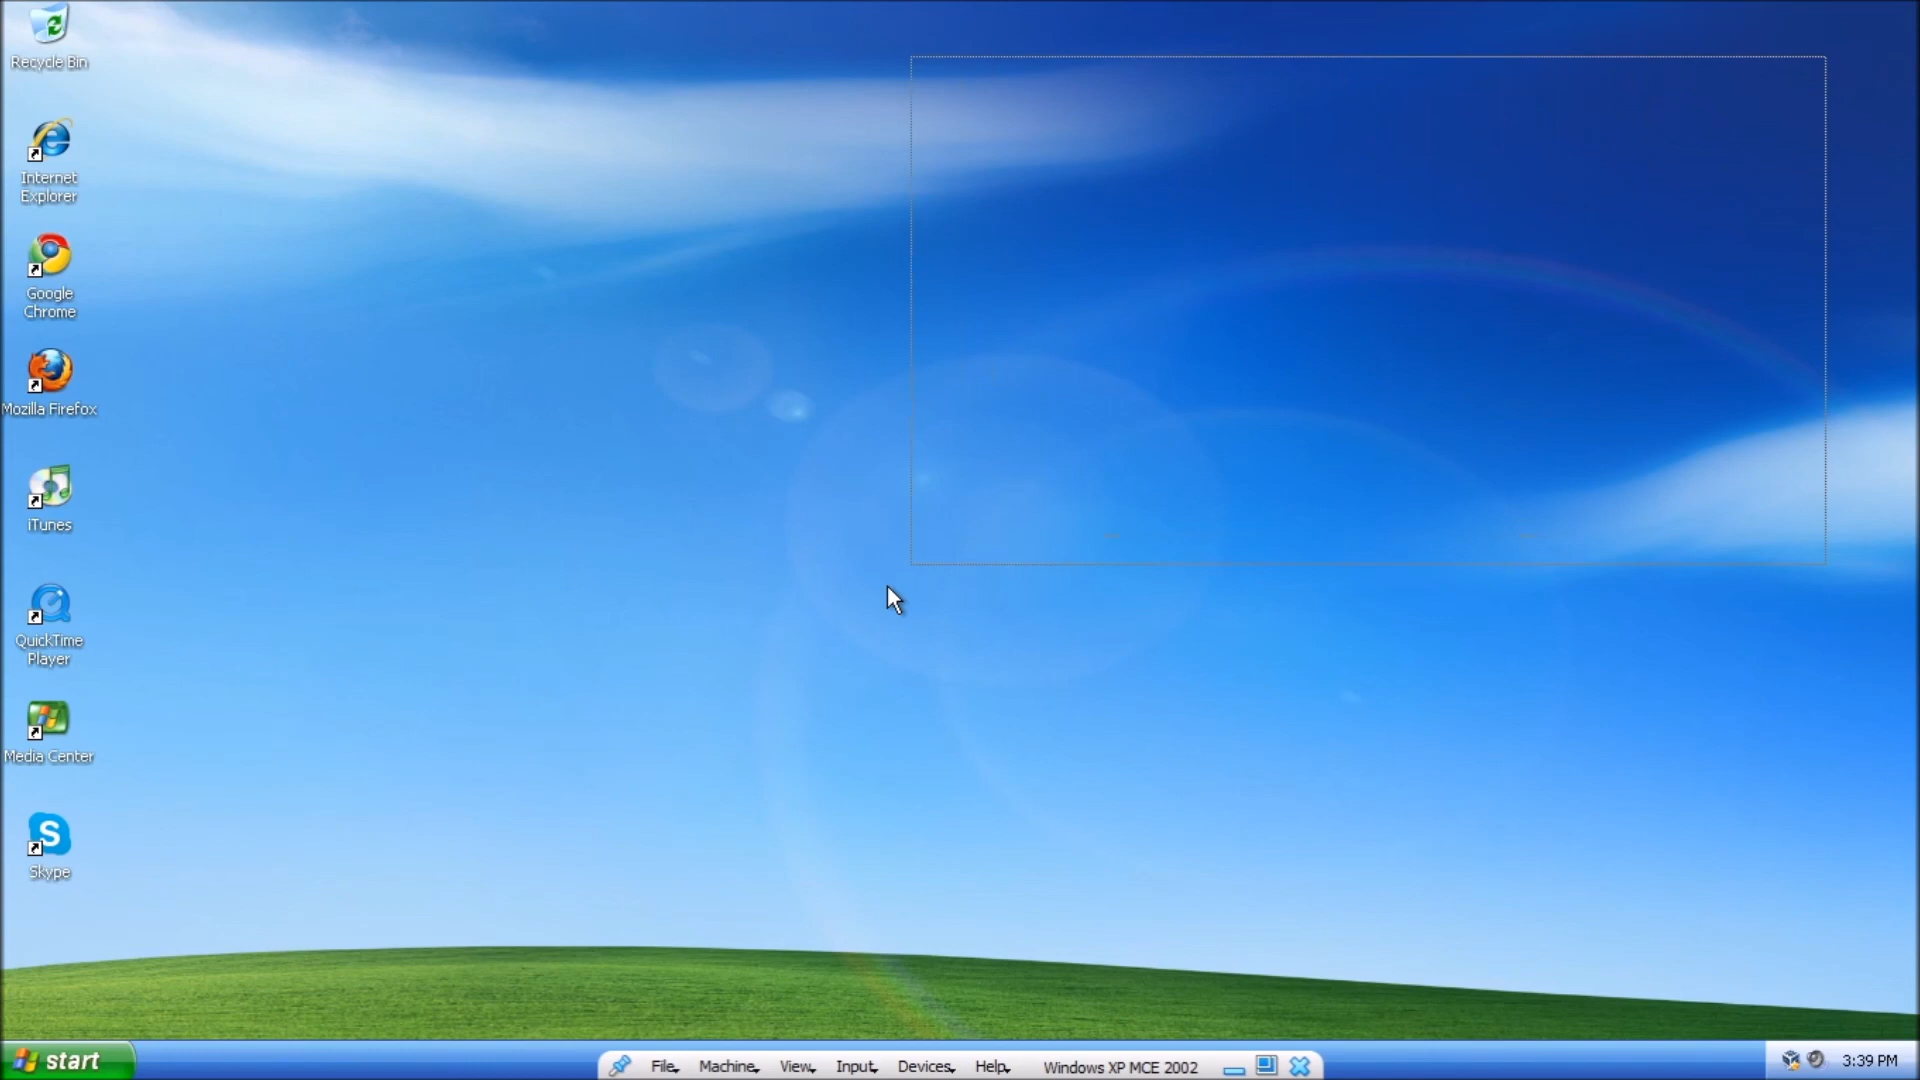 Recycle Bin
Internet
Explorer
Google
Chrome
Mozilla Firefox
iTunes
QuickTime
Player
Media Center
S
Skype
start
File Machine View Input Devices Help Windows XP MCE 2002
3:39 PM